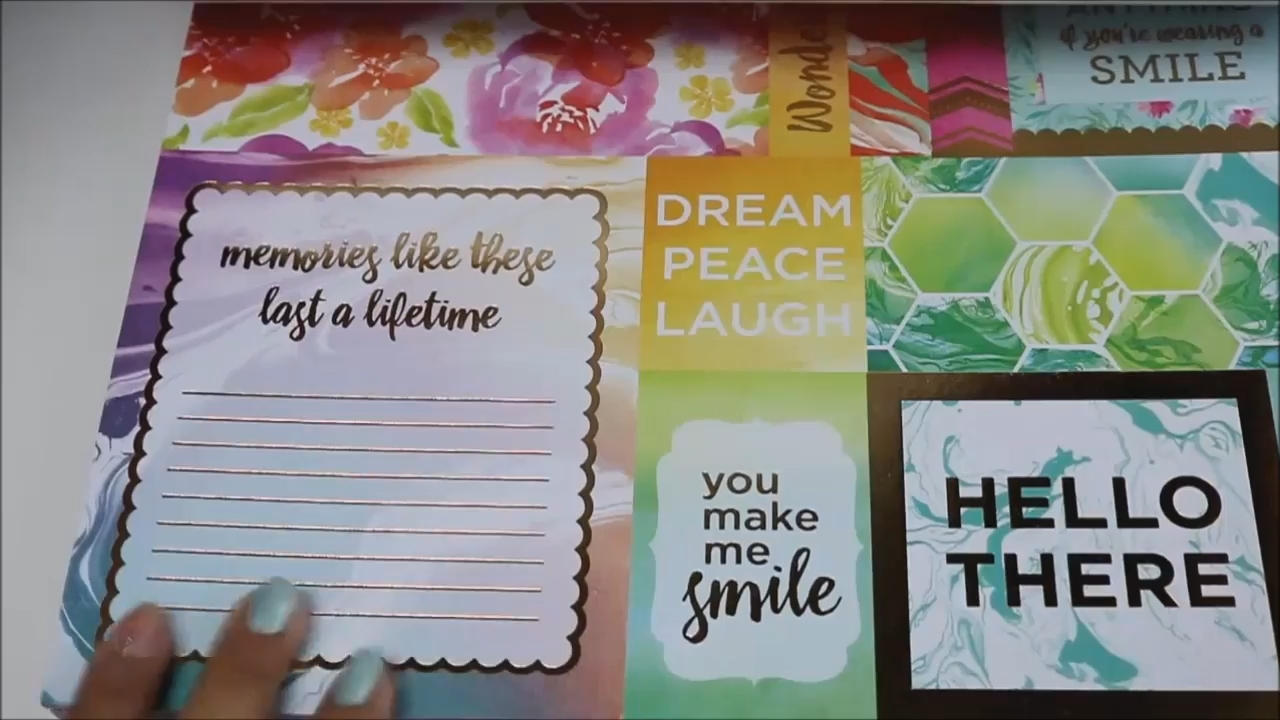 Wonde
if you're wearing a
SMILE
memories like these
last a lifetime
DREAM
PEACE
LAUGH
you
make
me
smile
HELLO
THERE